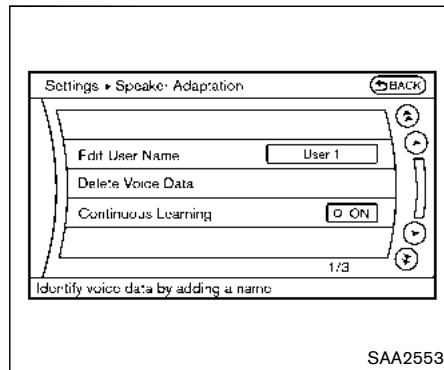 Settings ▸ Speaker Adaptation
BACK
Edit User Name
User 1
Delete Voice Data
Continuous Learning
ON
1/3
Identify voice data by adding a name
SAA2553